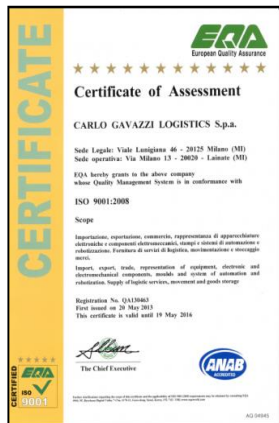 CERTIFICATE
EQA
European Quality Assurance
Certificate of Assessment
CARLO GAVAZZI LOGISTICS S.p.a.
Sede Legale: Viale Lunigiana 46 - 20125 Milano (MI)
Sede operativa: Via Milano 13 - 20020 - Lainate (MI)
EQA hereby grants to the above company
whose Quality Management System is in conformance with
ISO 9001:2008
Scope
Importazione, esportazione, commercio, rappresentanza di apparecchiature
elettroniche e componenti elettromeccanici, stampi e sistemi di automazione e
robotizzazione. Fornitura di servizi di logistica, movimentazione e stoccaggio
merci.
Import, export, trade, representation of equipment, electronic and
electromechanical components, moulds and system of automation and
robotization. Supply of logistic services, movement and goods storage
Registration No. QA130463
First issued on 20 May 2013
This certificate is valid until 19 May 2016
The Chief Executive
ANAB
ACCREDITED
CERTIFIED
EQA
ISO
9001